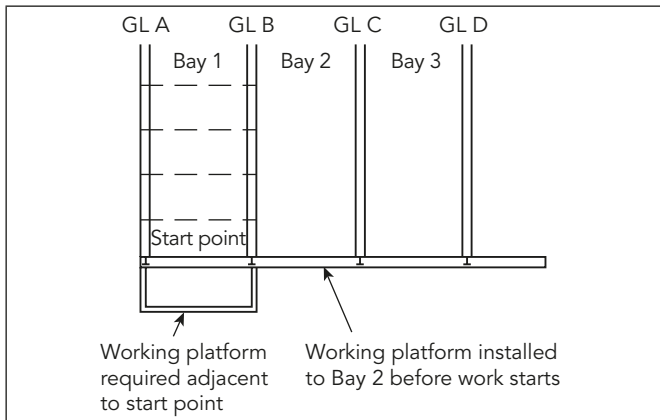 GL A GL B GL C GL D
Bay 1 Bay 2 Bay 3
Start point
Working platform
required adjacent
to start point
Working platform installed
to Bay 2 before work starts